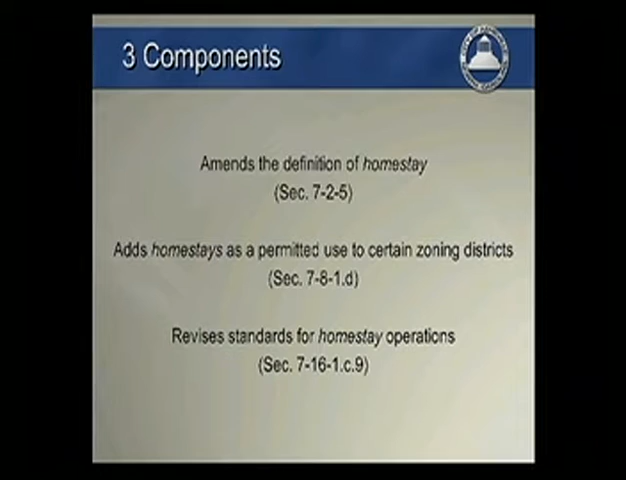 3 Components
Amends the definition of homestay
(Sec. 7-2-5)
Adds homestays as a permitted use to certain zoning districts
(Sec. 7-8-1.d)
Revises standards for homestay operations
(Sec. 7-16-1.c.9)